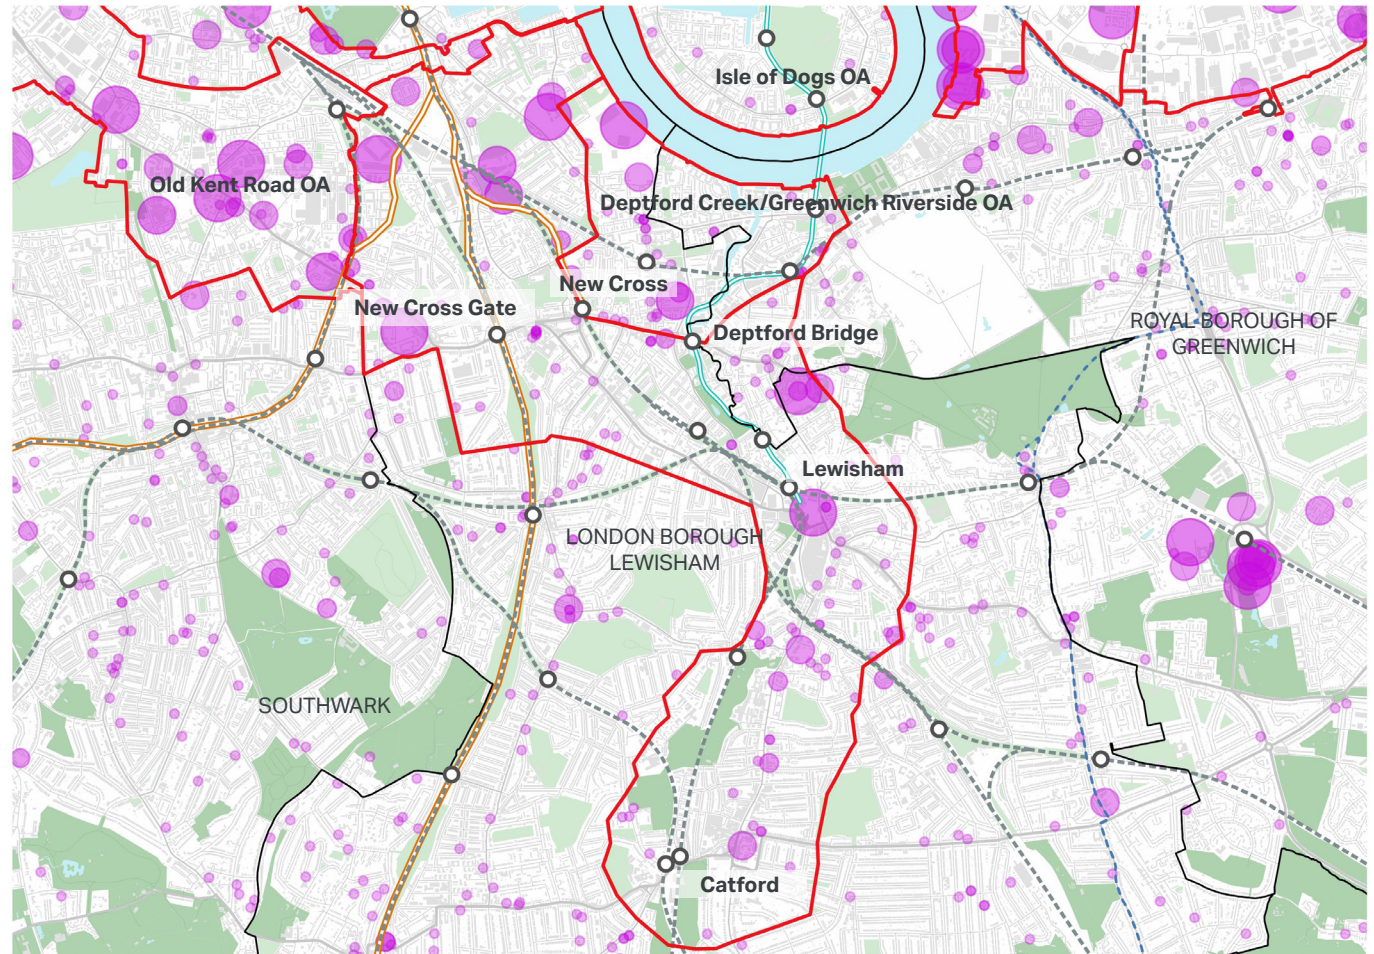 Isle of Dogs OA
Old Kent Road OA
Deptford Creek/Greenwich Riverside OA
New Cross
New Cross Gate
Deptford Bridge
ROYAL BOROUGH OF
GREENWICH
Lewisham
LONDON BOROUGH
LEWISHAM
SOUTHWARK
Catford